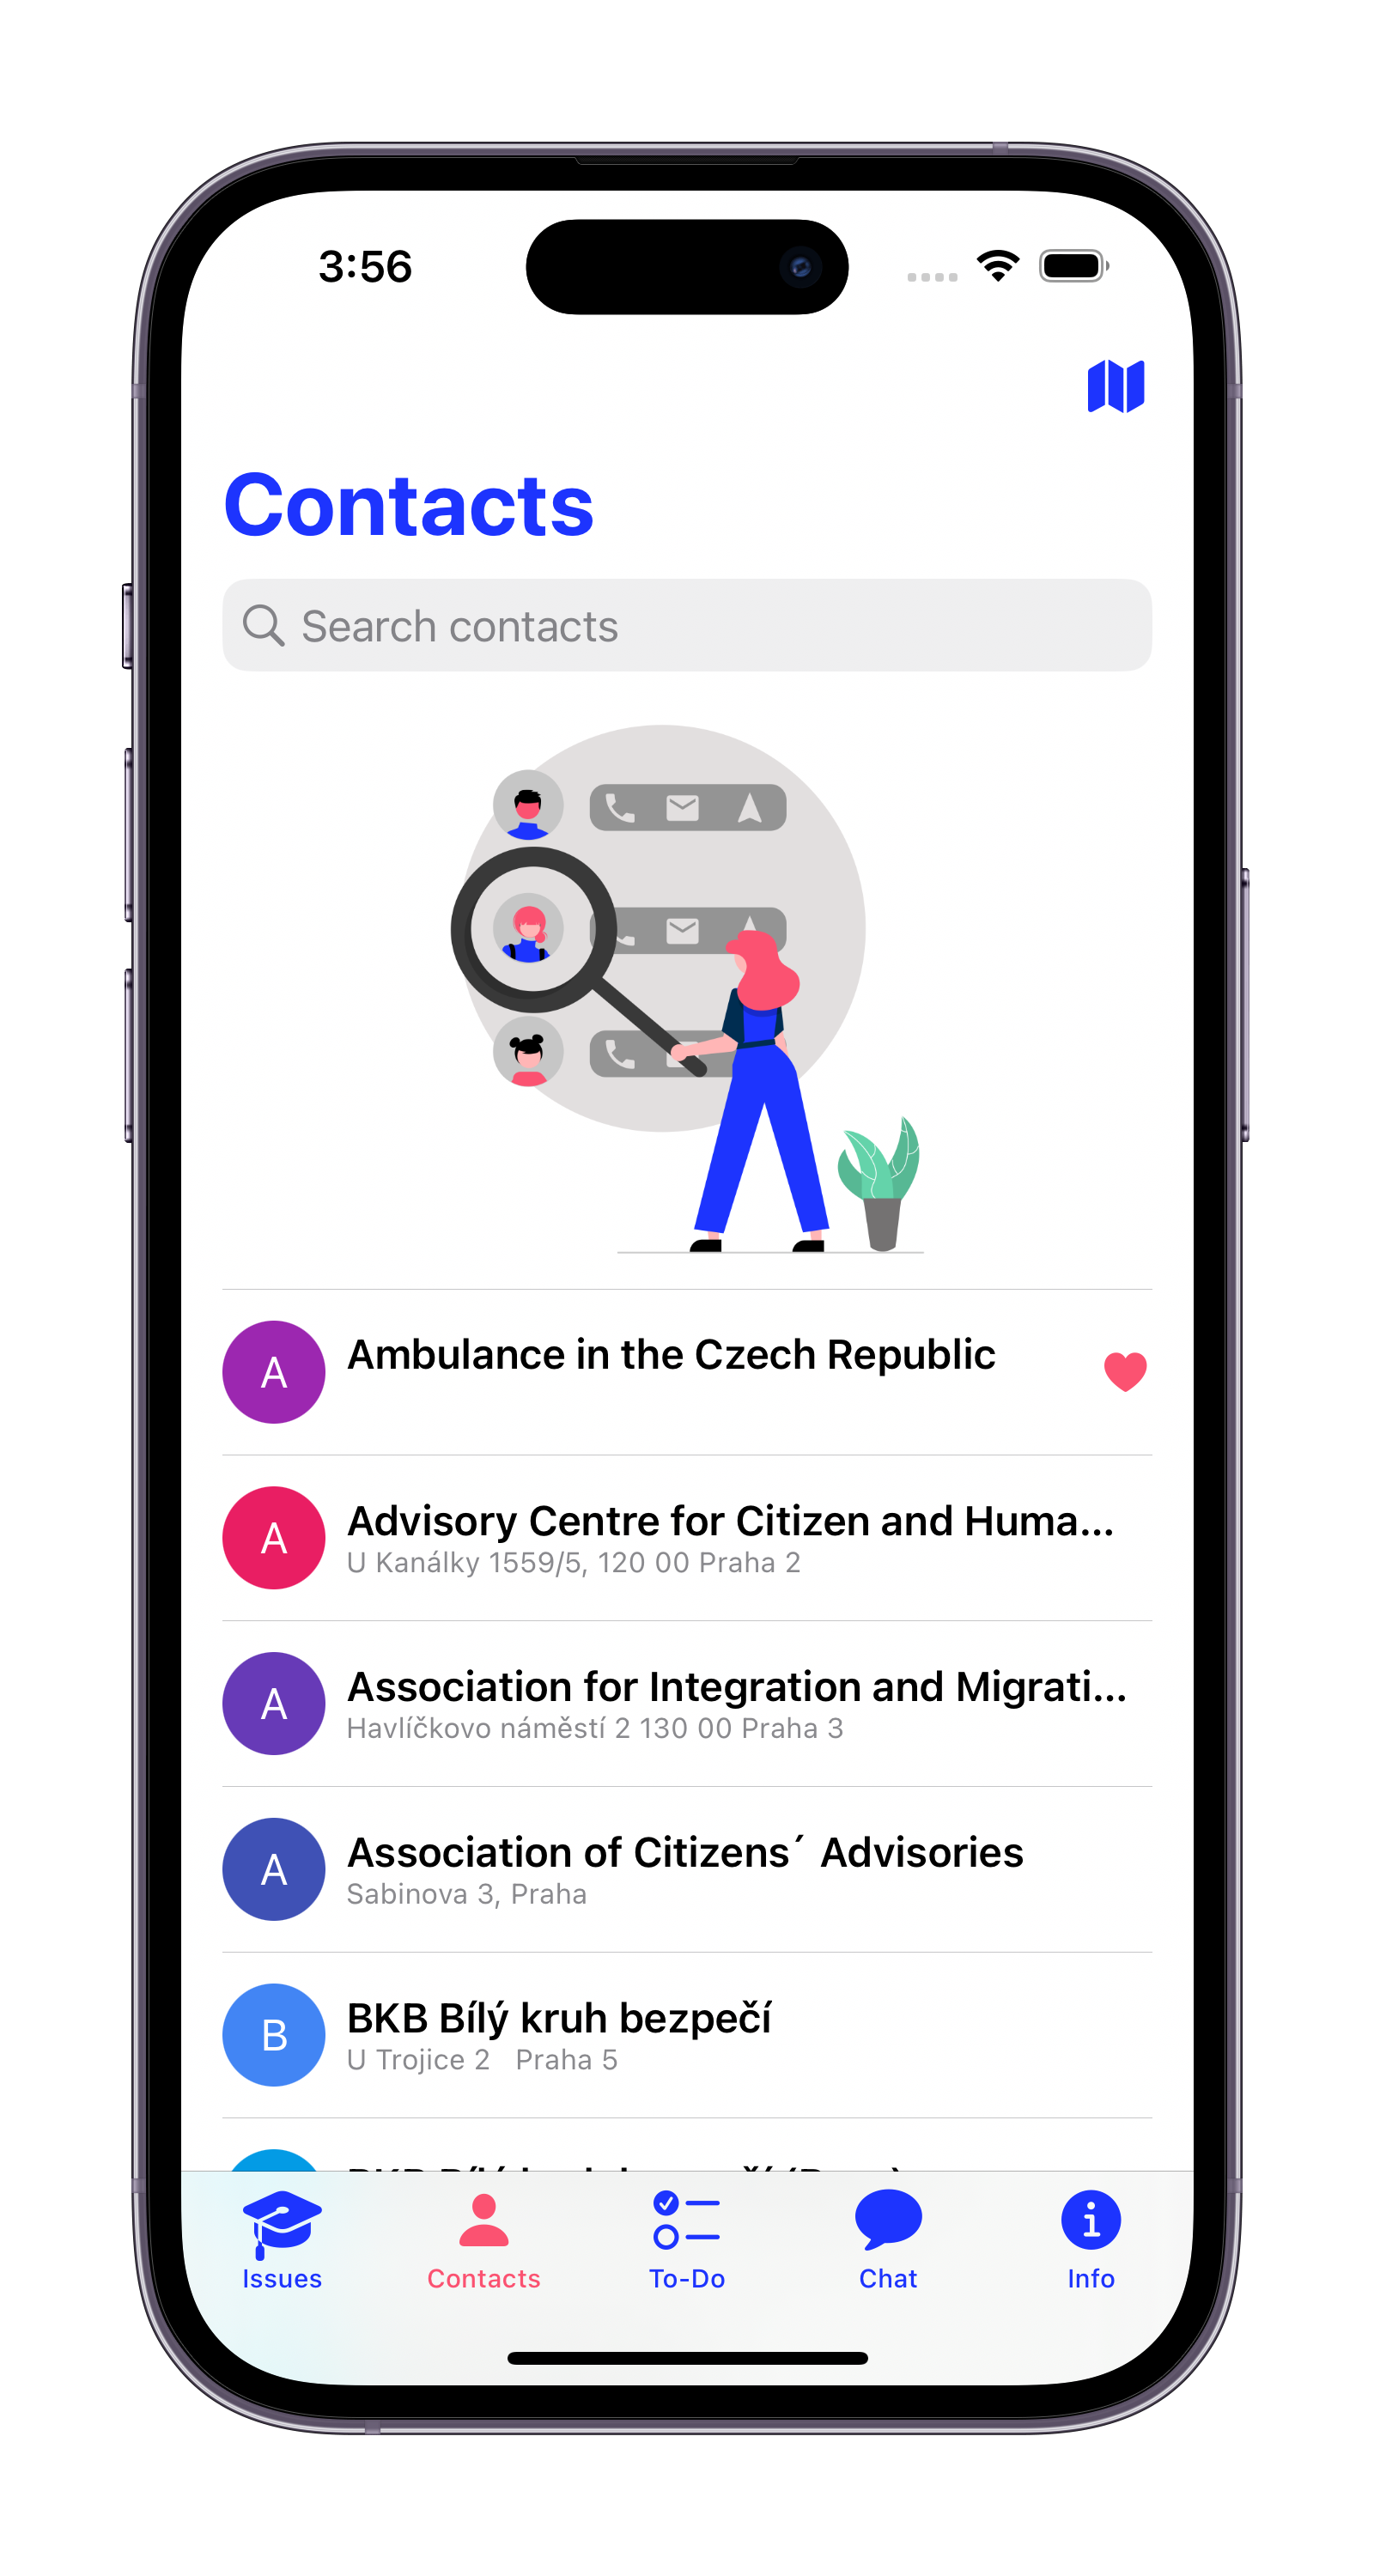 3:56
Contacts
Search contacts
A
Ambulance in the Czech Republic
A
Advisory Centre for Citizen and Huma...
U Kanálky 1559/5, 120 00 Praha 2
A
Association for Integration and Migrati...
Havlíčkovo náměstí 2 130 00 Praha 3
A
Association of Citizens´ Advisories
Sabinova 3, Praha
B
BKB Bílý kruh bezpečí
U Trojice 2   Praha 5
Issues
Contacts
To-Do
Chat
Info